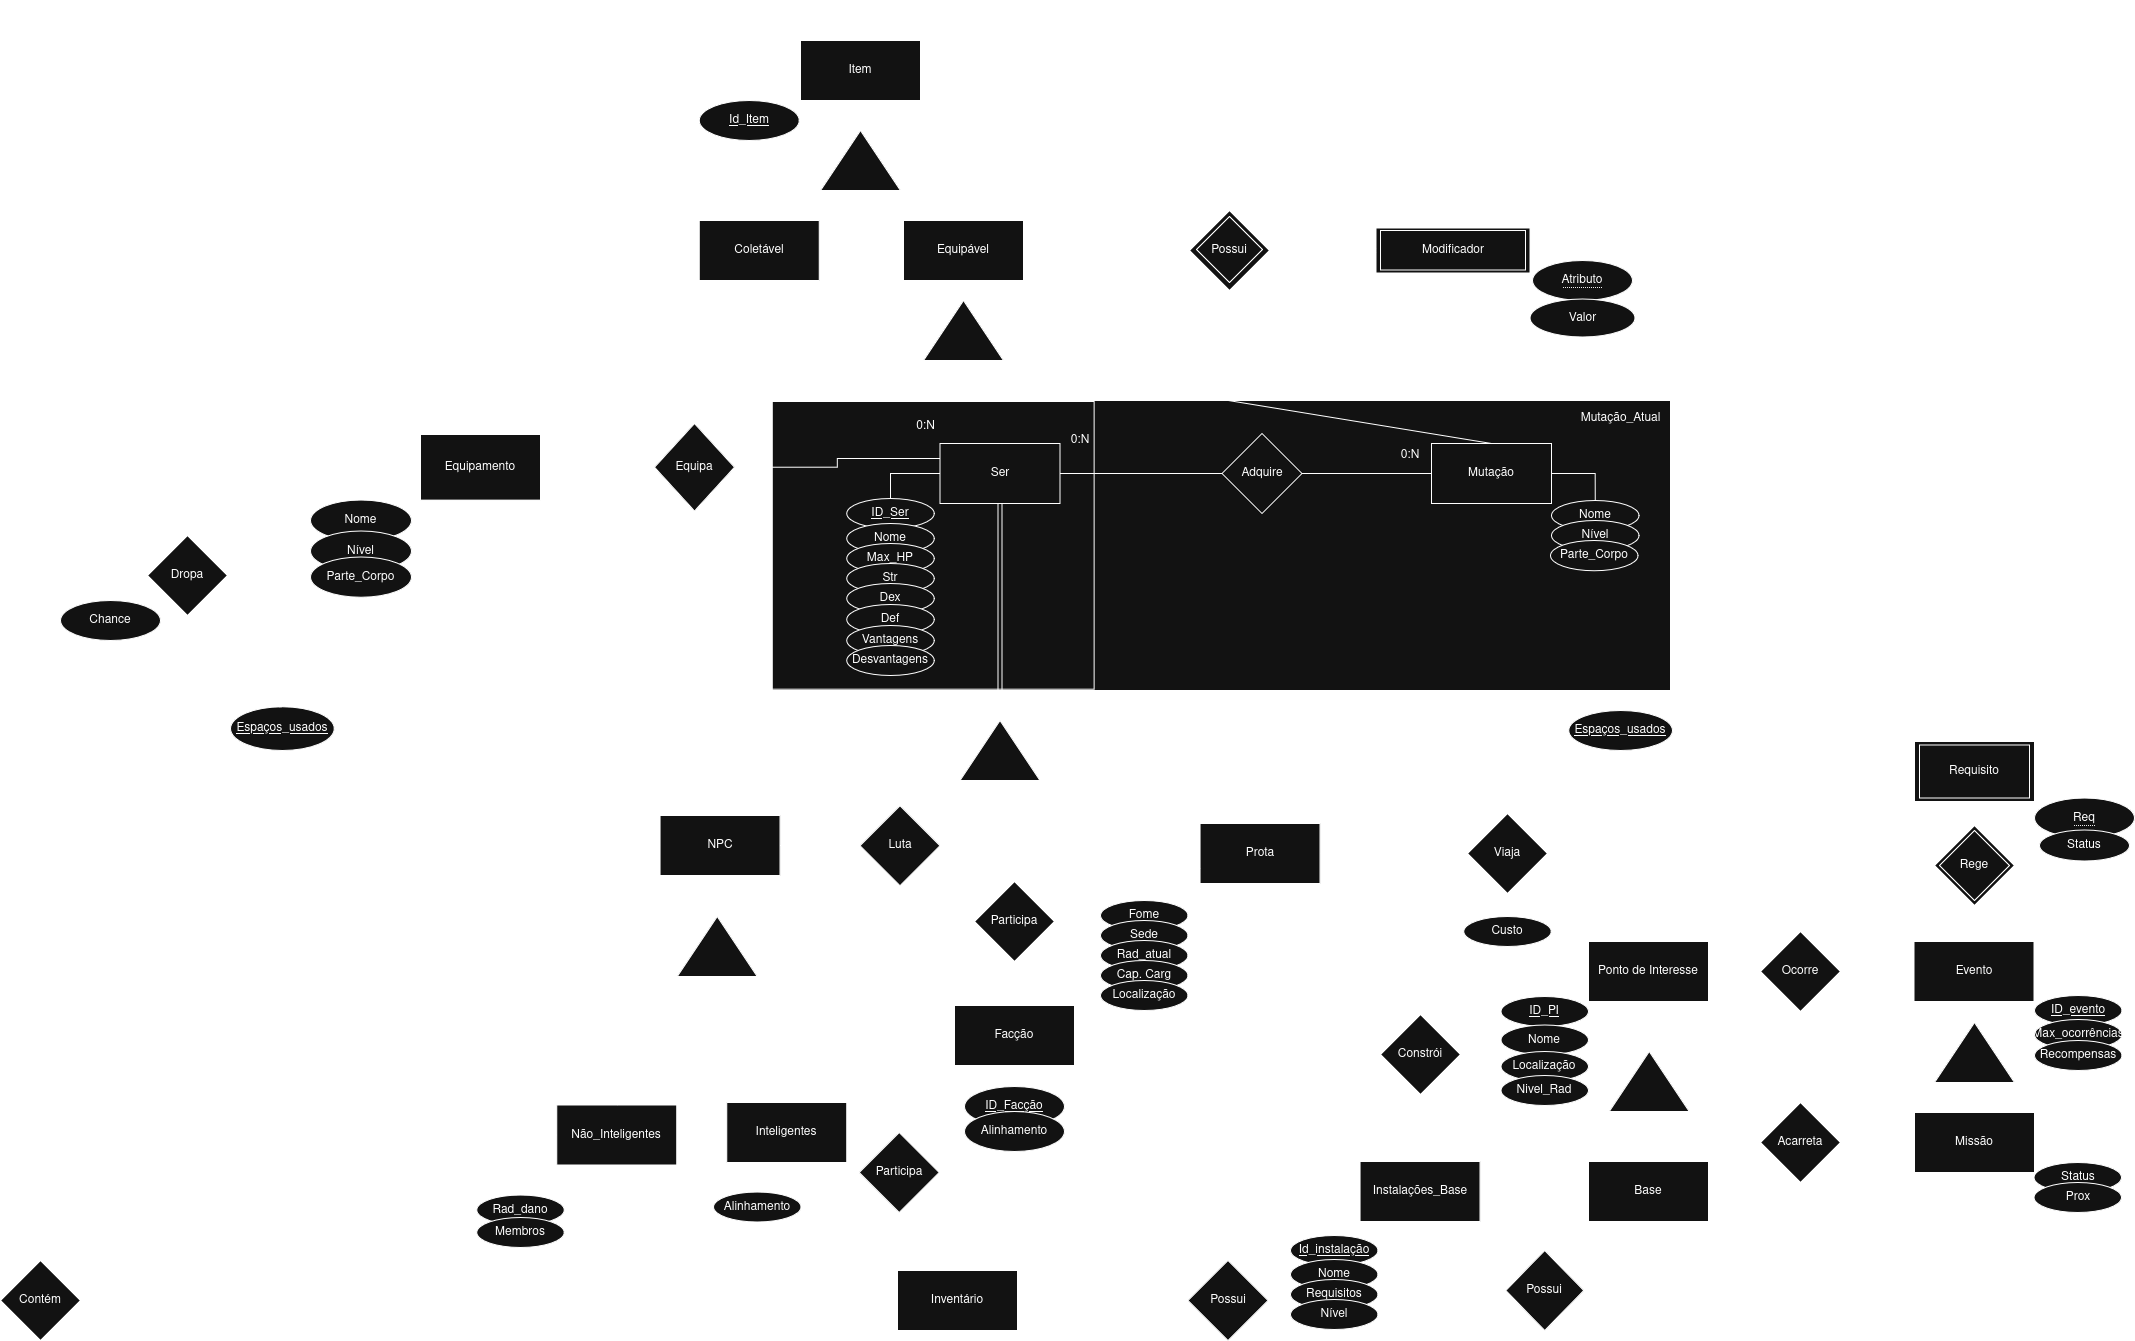 Item
Id_Item
Coletável
Equipável
Possui
Modificador
Atributo
Valor
Mutação_Atual
0:N
0:N
0:N
Equipamento
Equipa
Ser
Adquire
Mutação
Nome
Nível
Parte_Corpo
Dropa
Chance
ID_Ser
Nome
Max_HP
Str
Dex
Def
Vantagens
Desvantagens
Nome
Nível
Parte_Corpo
Espaços_usados
Espaços_usados
Requisito
Req
Status
Rege
NPC
Luta
Prota
Viaja
Participa
Fome
Sede
Rad_atual
Cap. Carg
Localização
Custo
Ponto de Interesse
Ocorre
Evento
ID_PI
Nome
Localização
Nivel_Rad
ID_evento
Max_ocorrências
Recompensas
Facção
Constrói
ID_Facção
Alinhamento
Não_Inteligentes
Inteligentes
Participa
Acarreta
Missão
Status
Prox
Rad_dano
Membros
Alinhamento
Instalações_Base
Base
Id_instalação
Nome
Requisitos
Nível
Contém
Inventário
Possui
Possui